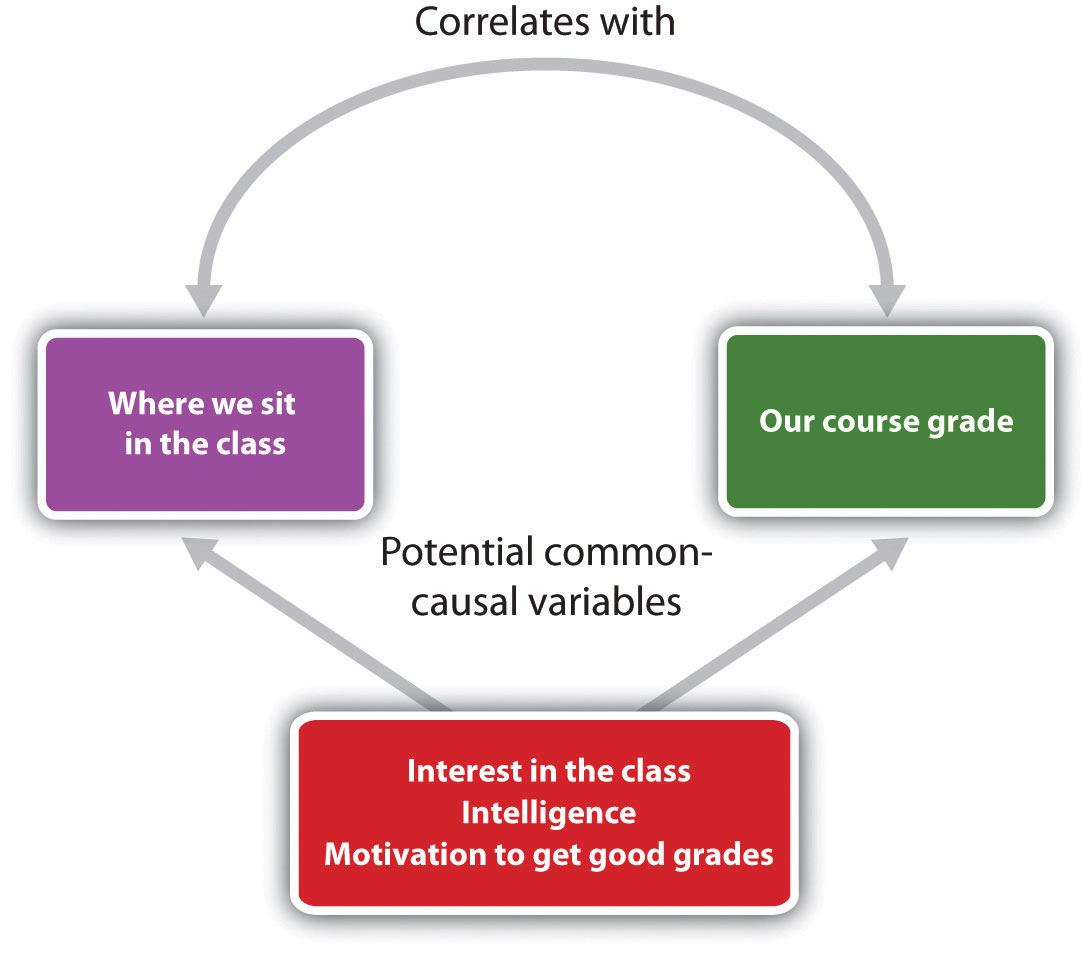 Correlates with
Where we sit
in the class
Our course grade
Potential common-
causal variables
Interest in the class
Intelligence
Motivation to get good grades